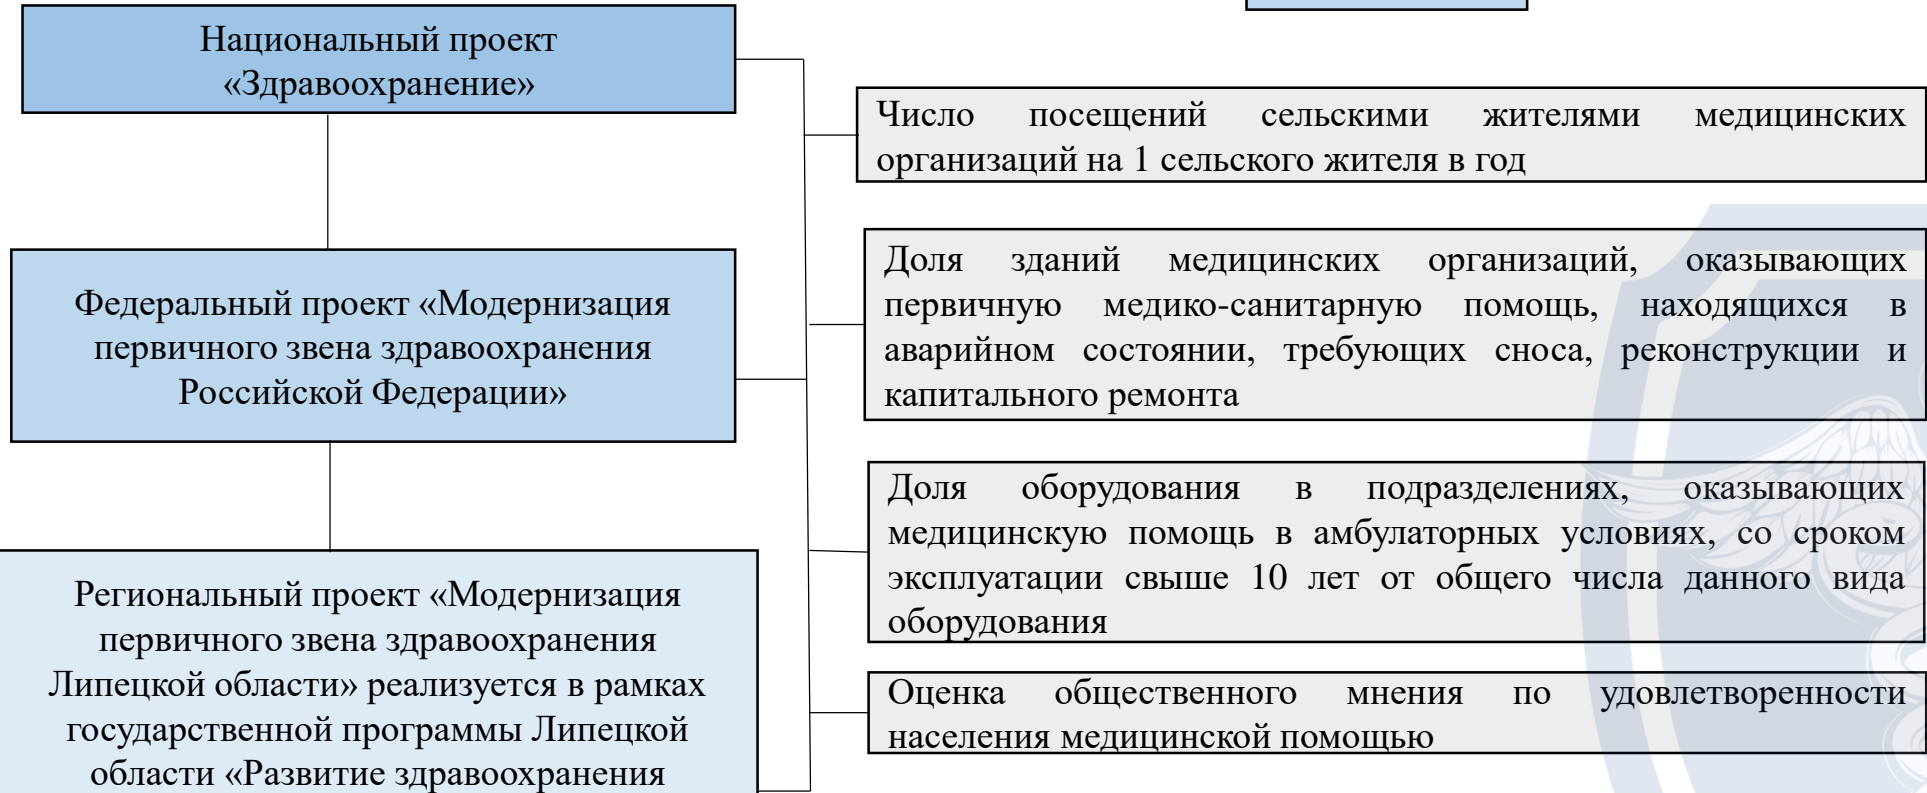 Национальный проект
«Здравоохранение»
Федеральный проект «Модернизация
первичного звена здравоохранения
Российской Федерации»
Региональный проект «Модернизация
первичного звена здравоохранения
Липецкой области» реализуется в рамках
государственной программы Липецкой
области «Развитие здравоохранения
Число посещений сельскими жителями медицинских
организаций на 1 сельского жителя в год
Доля зданий медицинских организаций, оказывающих
первичную медико-санитарную помощь, находящихся в
аварийном состоянии, требующих сноса, реконструкции и
капитального ремонта
Доля оборудования в подразделениях, оказывающих
медицинскую помощь в амбулаторных условиях, со сроком
эксплуатации свыше 10 лет от общего числа данного вида
оборудования
Оценка общественного мнения по удовлетворенности
населения медицинской помощью